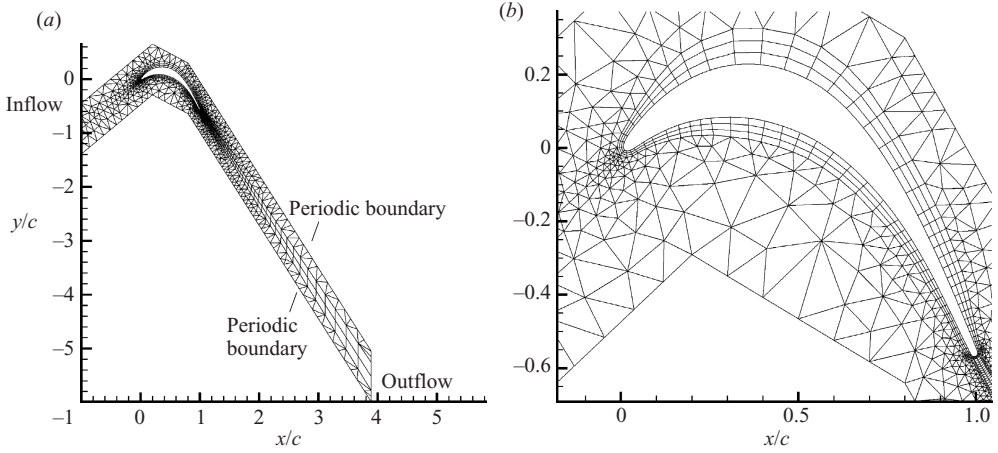 (a)
0
Inflow
–1
–2
y/c
Periodic boundary
–3
–4
Periodic
boundary
–5
Outflow
–1 0 1 2 3 4 5
x/c
(b)
0.2
0
–0.2
–0.4
–0.6
0 0.5 1.0
x/c